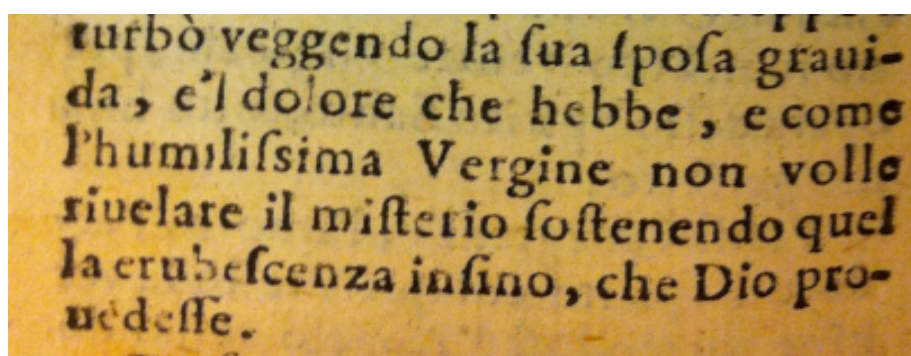 turbò veggendo la ſua ſpoſa graui-
da, e'l dolore che hebbe, e come
l'humiliſsima Vergine non volle
riuelare il miſterio ſoſtenendo quel
la erubeſcenza inſino, che Dio pro-
uedeſſe.